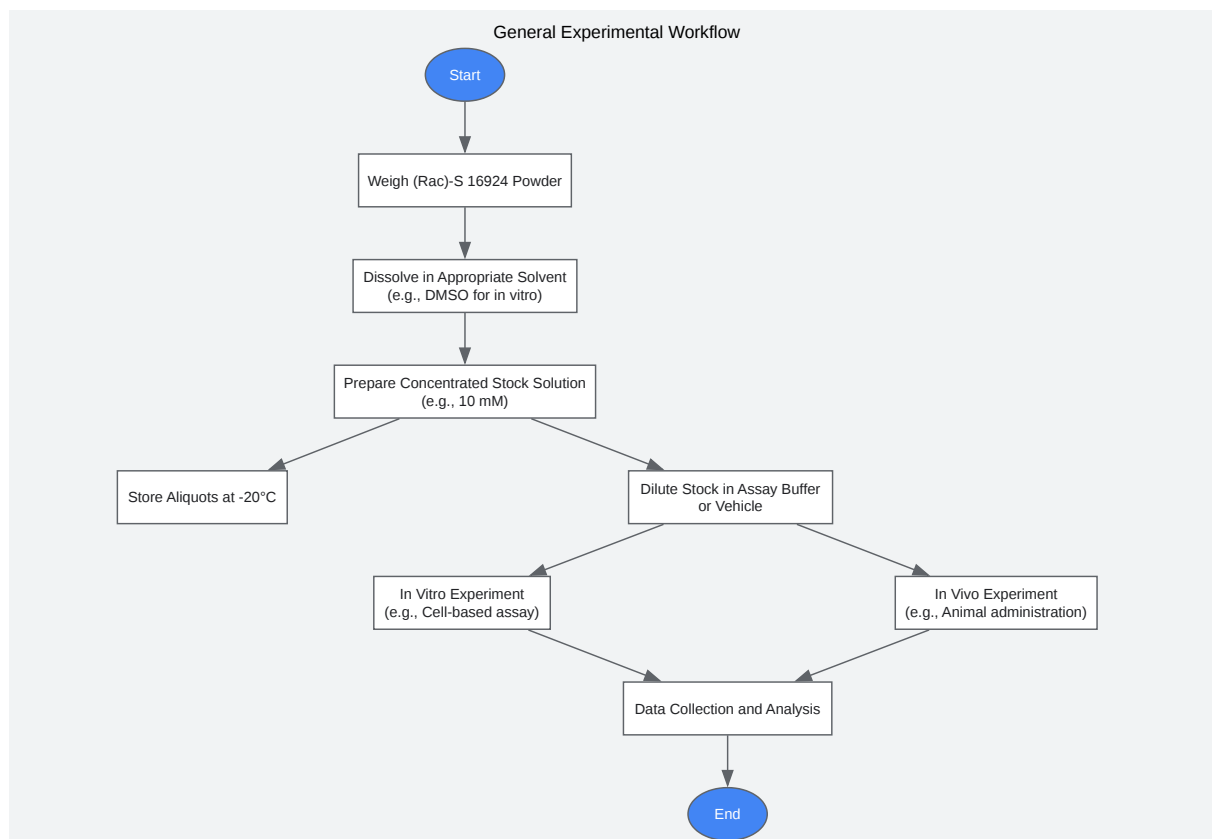 General Experimental Workflow
Start
Weigh (Rac)-S 16924 Powder
Dissolve in Appropriate Solvent
(e.g., DMSO for in vitro)
Prepare Concentrated Stock Solution
(e.g., 10 mM)
Store Aliquots at -20°C
Dilute Stock in Assay Buffer
or Vehicle
In Vitro Experiment
(e.g., Cell-based assay)
In Vivo Experiment
(e.g., Animal administration)
Data Collection and Analysis
End